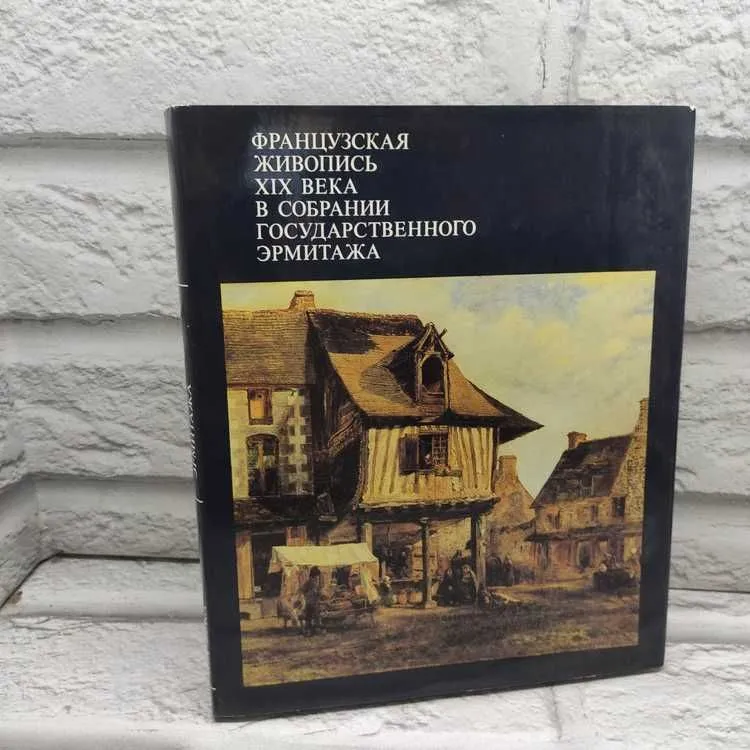 ФРАНЦУЗСКАЯ
ЖИВОПИСЬ
XIX ВЕКА
В СОБРАНИИ
ГОСУДАРСТВЕННОГО
ЭРМИТАЖА